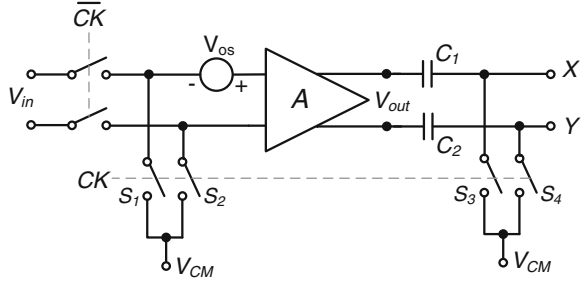 CK
V_os
C_1
X
V_in
-
+
A
V_out
Y
C_2
CK
S_1
S_2
S_3
S_4
V_CM
V_CM